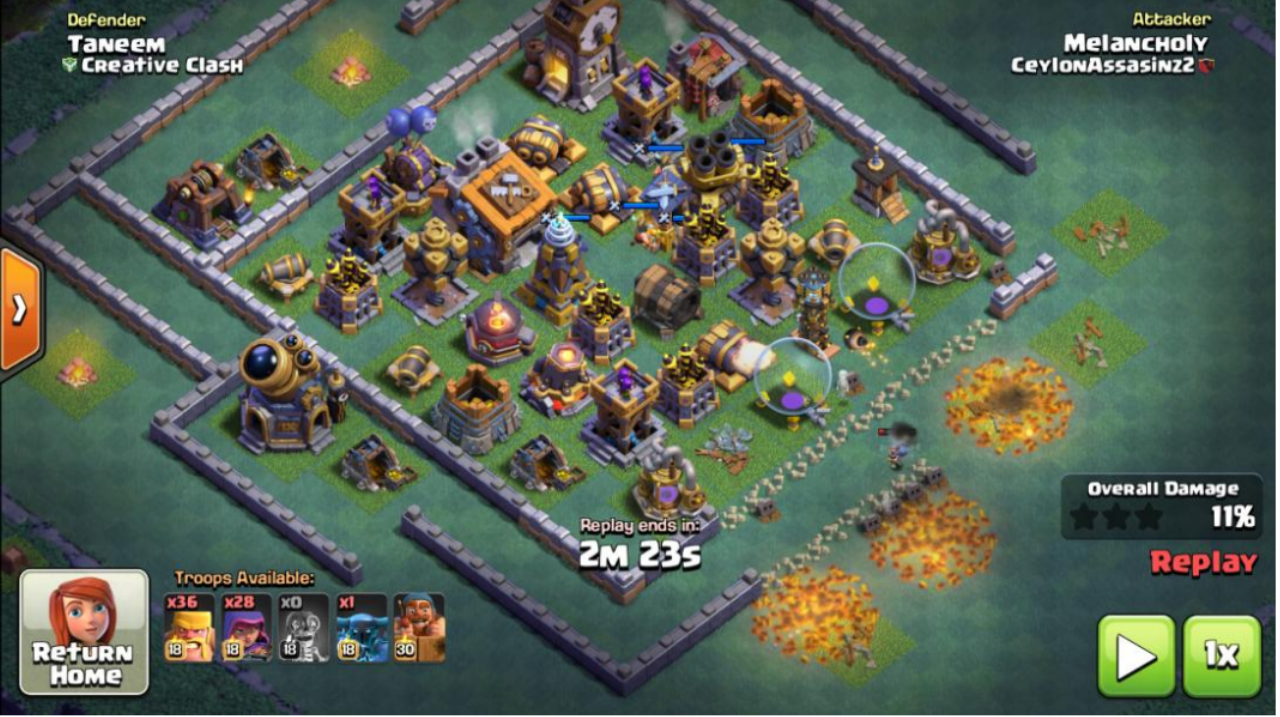 Defender
Taneem
Creative Clash
Attacker
Melancholy
CeylonAssasinz2
Replay ends in:
2m 23s
Overall Damage
11%
Replay
Troops Available:
x36
x28
x0
x1
18
18
18
18
30
Return
Home
1x